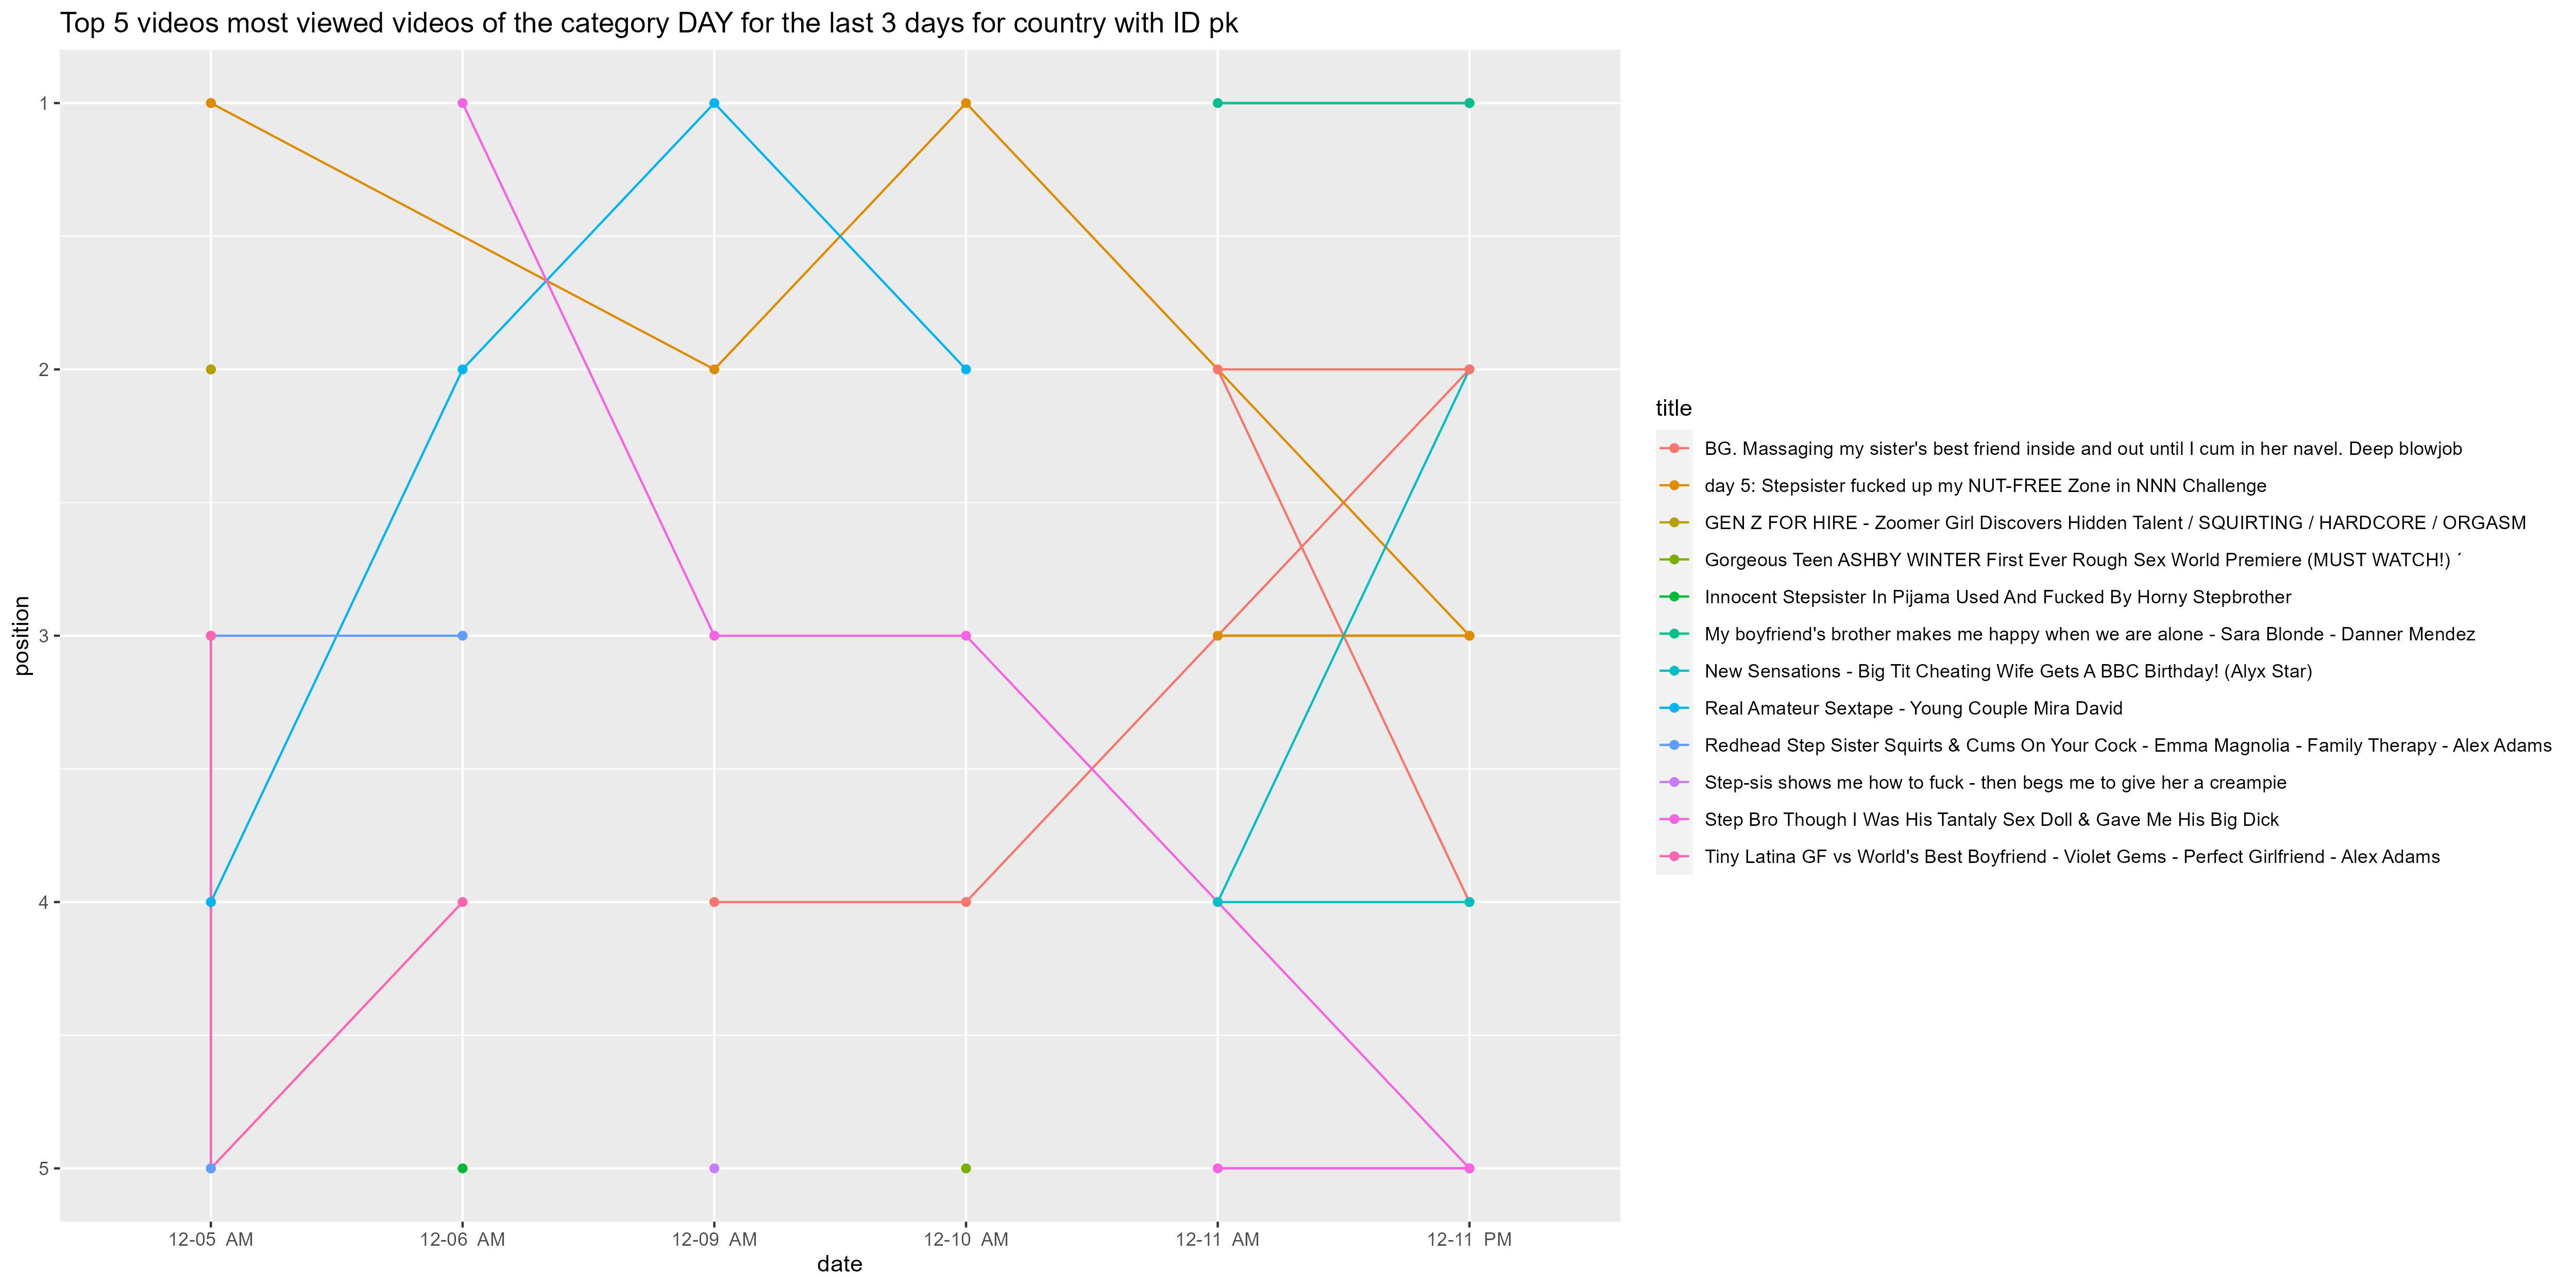 Top 5 videos most viewed videos of the category DAY for the last 3 days for country with ID pk
1
2
3
4
5
position
12-05 AM
12-06 AM
12-09 AM
12-10 AM
12-11 AM
12-11 PM
date
title
BG. Massaging my sister's best friend inside and out until I cum in her navel. Deep blowjob
day 5: Stepsister fucked up my NUT-FREE Zone in NNN Challenge
GEN Z FOR HIRE - Zoomer Girl Discovers Hidden Talent / SQUIRTING / HARDCORE / ORGASM
Gorgeous Teen ASHBY WINTER First Ever Rough Sex World Premiere (MUST WATCH!) ´
Innocent Stepsister In Pijama Used And Fucked By Horny Stepbrother
My boyfriend's brother makes me happy when we are alone - Sara Blonde - Danner Mendez
New Sensations - Big Tit Cheating Wife Gets A BBC Birthday! (Alyx Star)
Real Amateur Sextape - Young Couple Mira David
Redhead Step Sister Squirts & Cums On Your Cock - Emma Magnolia - Family Therapy - Alex Adams
Step-sis shows me how to fuck - then begs me to give her a creampie
Step Bro Though I Was His Tantaly Sex Doll & Gave Me His Big Dick
Tiny Latina GF vs World's Best Boyfriend - Violet Gems - Perfect Girlfriend - Alex Adams